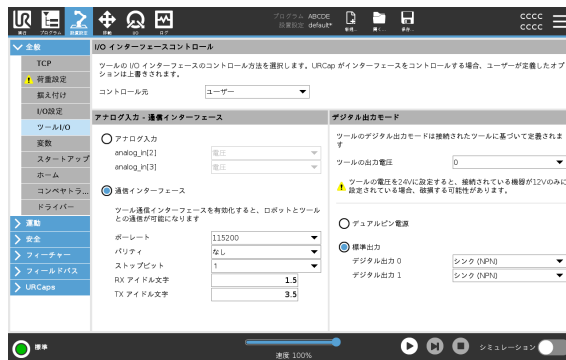 プログラム ABCDE
設置設定 default*
cccc
cccc
実行 プログラム 設置設定 移動 I/O ログ 新規... 開く... 保存...
全般
TCP
荷重設定
据え付け
I/O設定
ツールI/O
変数
スタートアップ
ホーム
コンベヤトラ...
ドライバー
運動
安全
フィーチャー
フィールドバス
URCaps
I/O インターフェースコントロール
ツールの I/O インターフェースのコントロール方法を選択します。URCap がインターフェースをコントロールする場合、ユーザーが定義したオプ
ションは上書きされます。
コントロール元 ユーザー
アナログ入力 - 通信インターフェース
アナログ入力
analog_in[2] 電圧
analog_in[3] 電圧
通信インターフェース
ツール通信インターフェースを有効化すると、ロボットとツール
との通信が可能になります
ボーレート 115200
パリティ なし
ストップビット 1
RX アイドル文字 1.5
TX アイドル文字 3.5
デジタル出力モード
ツールのデジタル出力モードは接続されたツールに基づいて定義されま
す
ツールの出力電圧 0
ツールの電圧を24Vに設定すると、接続されている機器が12Vのみに
設定されている場合、破損する可能性があります。
デュアルピン電源
標準出力
デジタル出力 0 シンク (NPN)
デジタル出力 1 シンク (NPN)
標準
速度 100%
シミュレーション